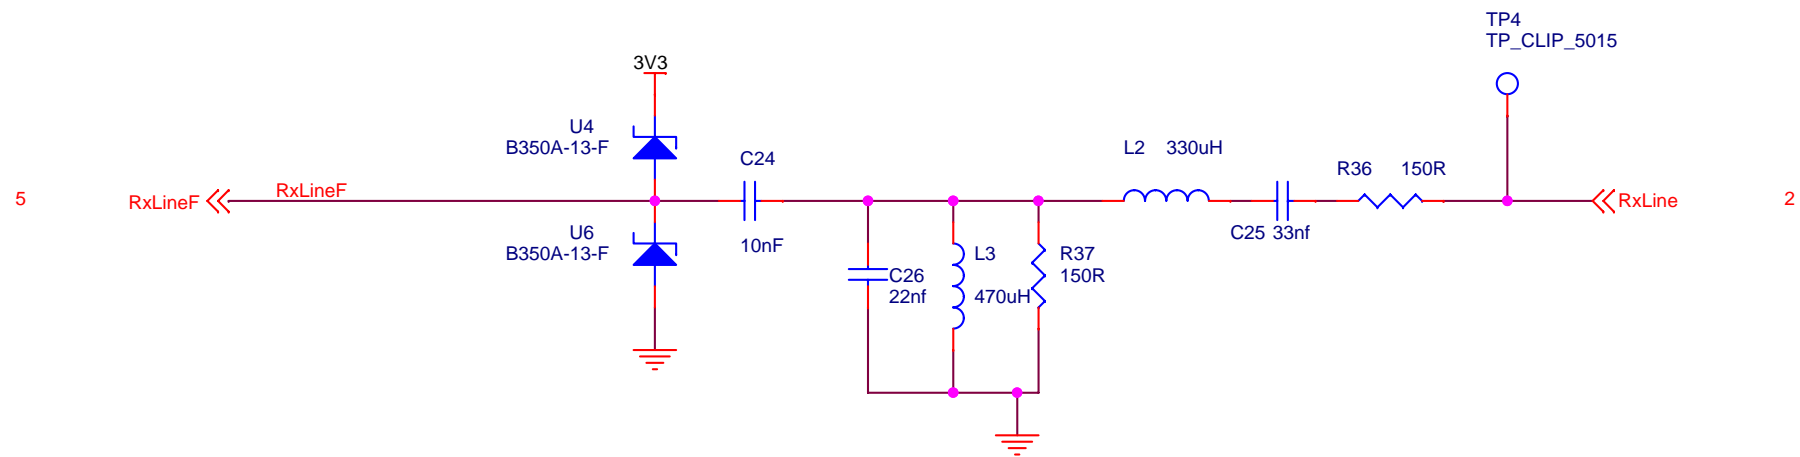 TP4
TP_CLIP_5015
3V3
U4
B350A-13-F
C24
L2 330uH
R36 150R
5
RxLineF
RxLineF
RxLine
2
U6
B350A-13-F
10nF
C25 33nf
L3
R37
C26
150R
22nf
470uH